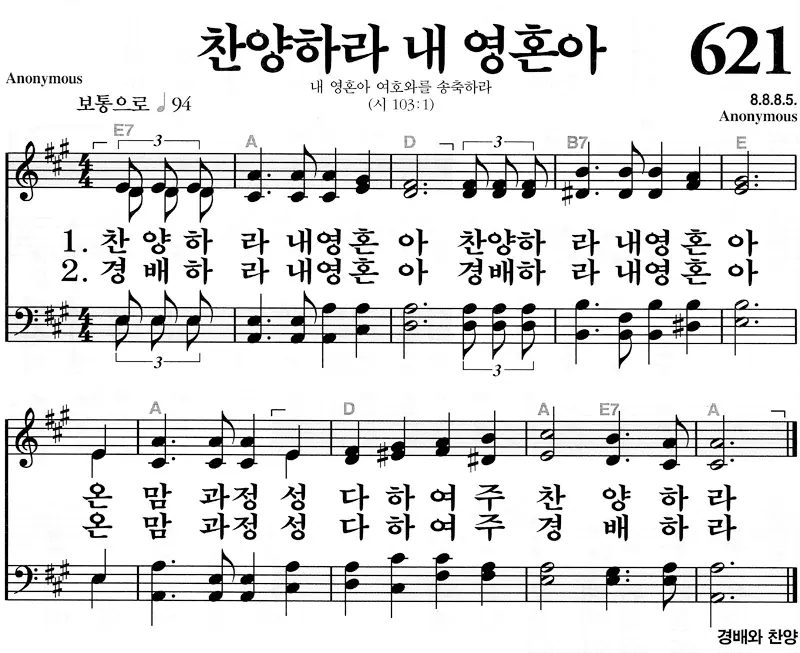 찬양하라 내 영혼아 621
Anonymous
내 영혼아 여호와를 송축하라
8.8.8.5.
보통으로 ♩94
(시 103:1)
Anonymous
E7 A D B7 E
4/4 3 3
1. 찬 양 하 라 내영혼 아 찬양하 라 내영혼 아
2. 경 배 하 라 내영혼 아 경배하 라 내영혼 아
4/4 3 3
A D A E7 A
온 맘 과정성 다 하 여 주 찬 양 하 라
온 맘 과정성 다 하 여 주 경 배 하 라
경배와 찬양